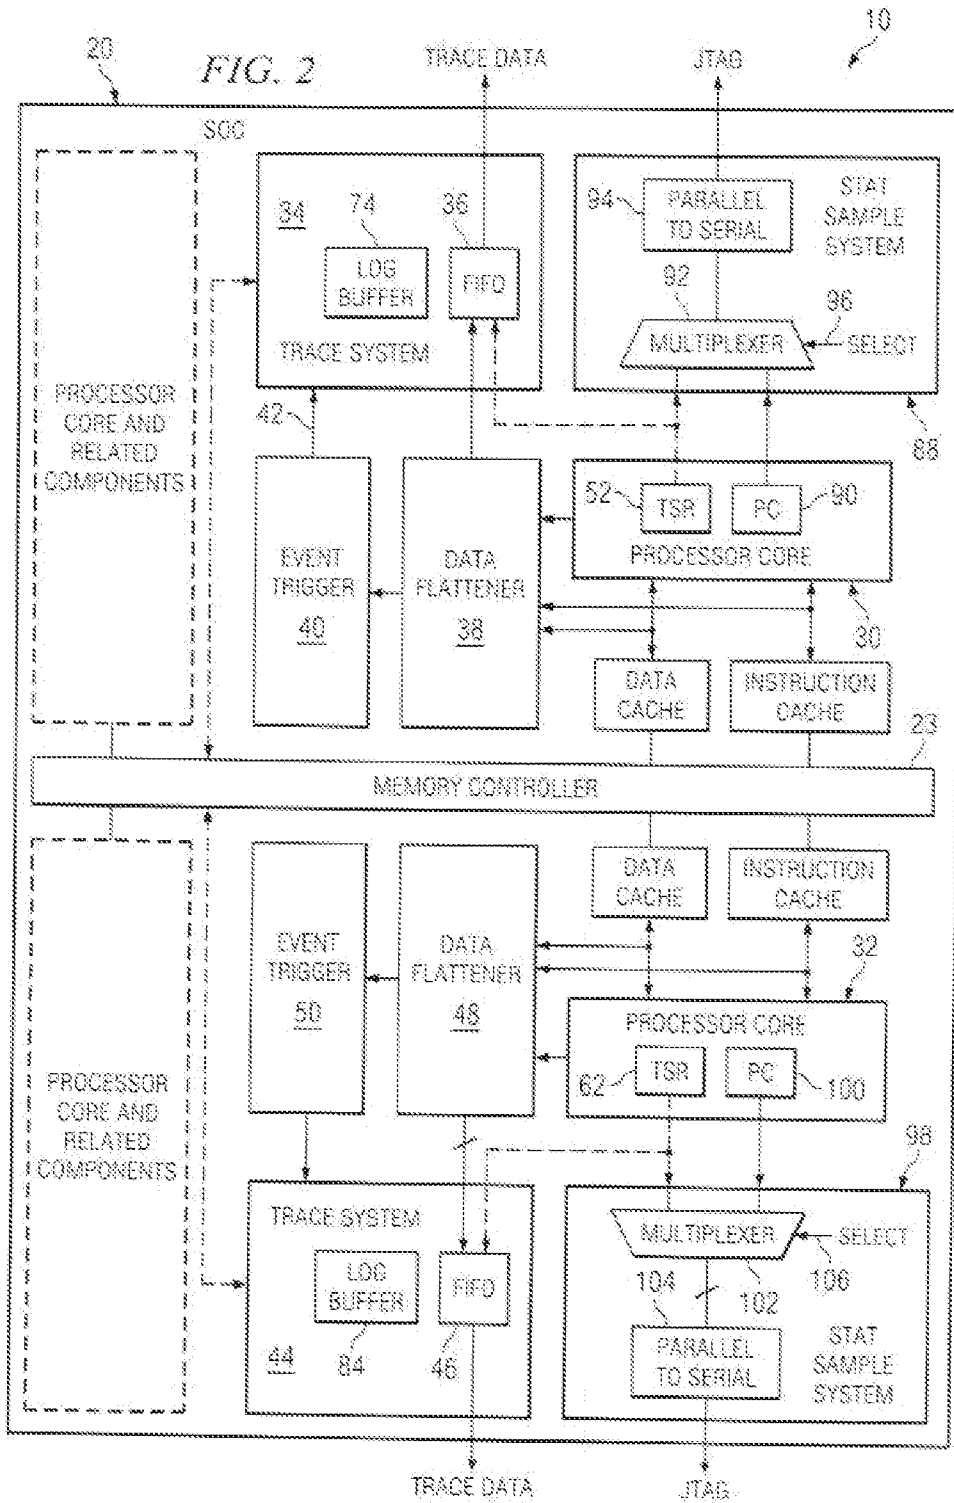 10
TRACE DATA
JTAG
20
FIG. 2
SOC
34
74
36
LOG
BUFFER
FIFO
TRACE SYSTEM
94
PARALLEL
TO SERIAL
STAT
SAMPLE
SYSTEM
92
96
MULTIPLEXER
SELECT
88
PROCESSOR
CORE AND
RELATED
COMPONENTS
42
EVENT
TRIGGER
40
DATA
FLATTENER
38
52
TSR
PC
90
PROCESSOR CORE
30
DATA
CACHE
INSTRUCTION
CACHE
23
MEMORY CONTROLLER
DATA
CACHE
INSTRUCTION
CACHE
EVENT
TRIGGER
50
DATA
FLATTENER
48
32
PROCESSOR CORE
62
TSR
PC
100
PROCESSOR
CORE AND
RELATED
COMPONENTS
98
TRACE SYSTEM
LOG
BUFFER
FIFO
44
84
46
MULTIPLEXER
SELECT
106
104
102
PARALLEL
TO SERIAL
STAT
SAMPLE
SYSTEM
TRACE DATA
JTAG